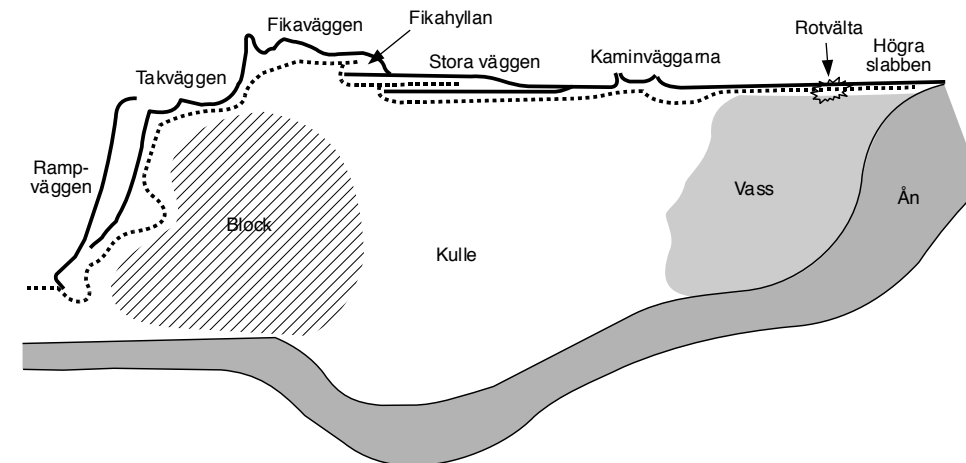 Fikaväggen
Fikahyllan
Rotvälta
Takväggen
Stora väggen
Kaminväggarna
Högra
slabben
Ramp-
väggen
Block
Kulle
Vass
Ån